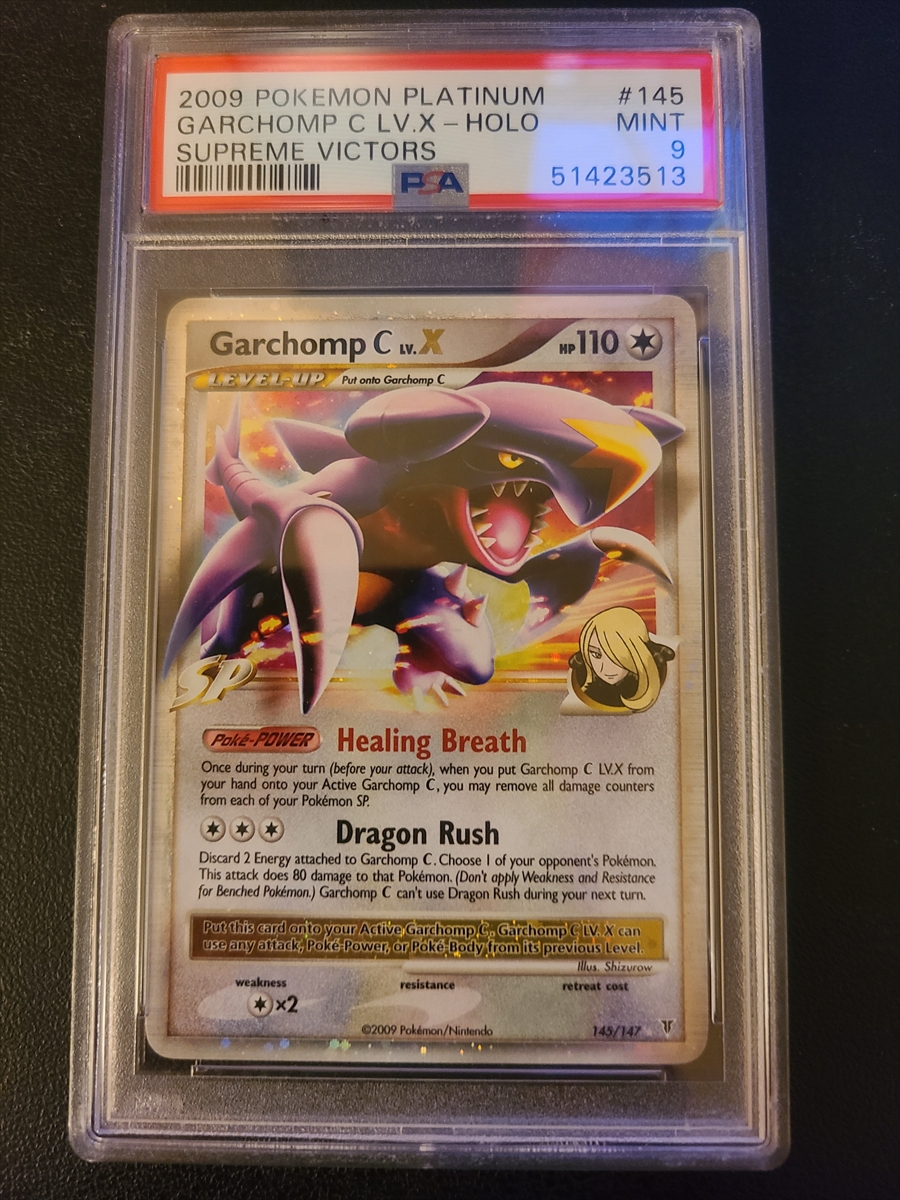 2009 POKEMON PLATINUM #145
GARCHOMP C LV.X – HOLO MINT
SUPREME VICTORS 9
PSA 51423513
Garchomp C LV.X HP110
LEVEL-UP Put onto Garchomp C
SP
Poké-POWER Healing Breath
Once during your turn (before your attack), when you put Garchomp C LV.X from
your hand onto your Active Garchomp C, you may remove all damage counters
from each of your Pokémon SP.
Dragon Rush
Discard 2 Energy attached to Garchomp C. Choose 1 of your opponent's Pokémon.
This attack does 80 damage to that Pokémon. (Don't apply Weakness and Resistance
for Benched Pokémon.) Garchomp C can't use Dragon Rush during your next turn.
Put this card onto your Active Garchomp C. Garchomp C LV. X can
use any attack, Poké-Power, or Poké-Body from its previous Level.
Illus. Shizurow
weakness resistance retreat cost
×2
©2009 Pokémon/Nintendo 145/147